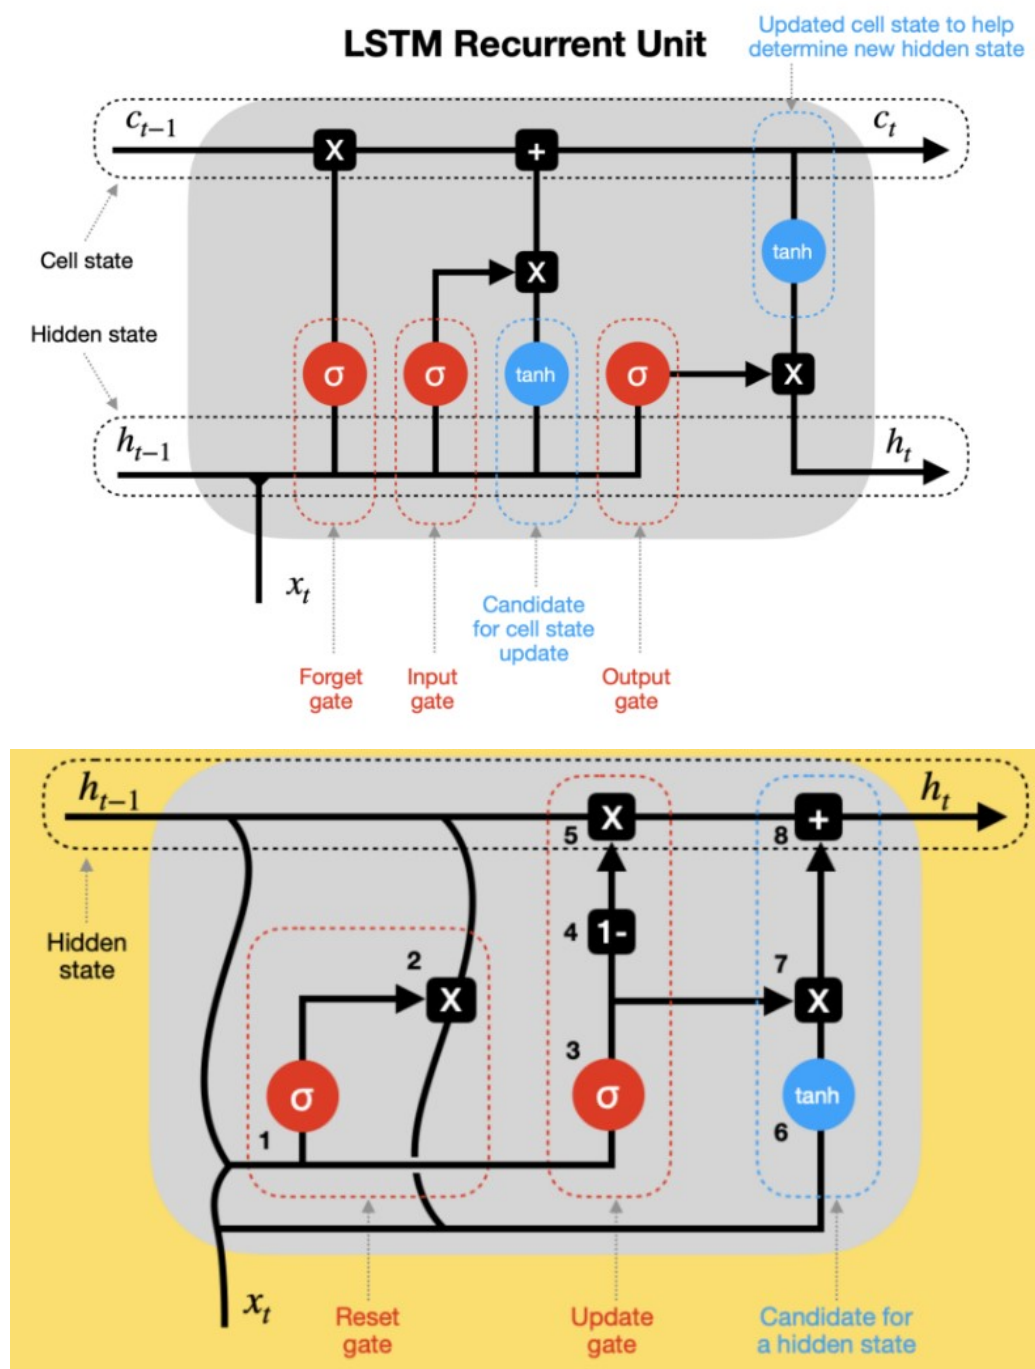 LSTM Recurrent Unit
Updated cell state to help
determine new hidden state
c_{t−1}
c_t
X
+
Cell state
tanh
X
Hidden state
σ
σ
tanh
σ
X
h_{t−1}
h_t
x_t
Candidate
for cell state
update
Forget
gate
Input
gate
Output
gate
h_{t−1}
h_t
5
X
8
+
Hidden
state
4
1-
2
X
7
X
3
σ
σ
tanh
1
6
x_t
Reset
gate
Update
gate
Candidate for
a hidden state